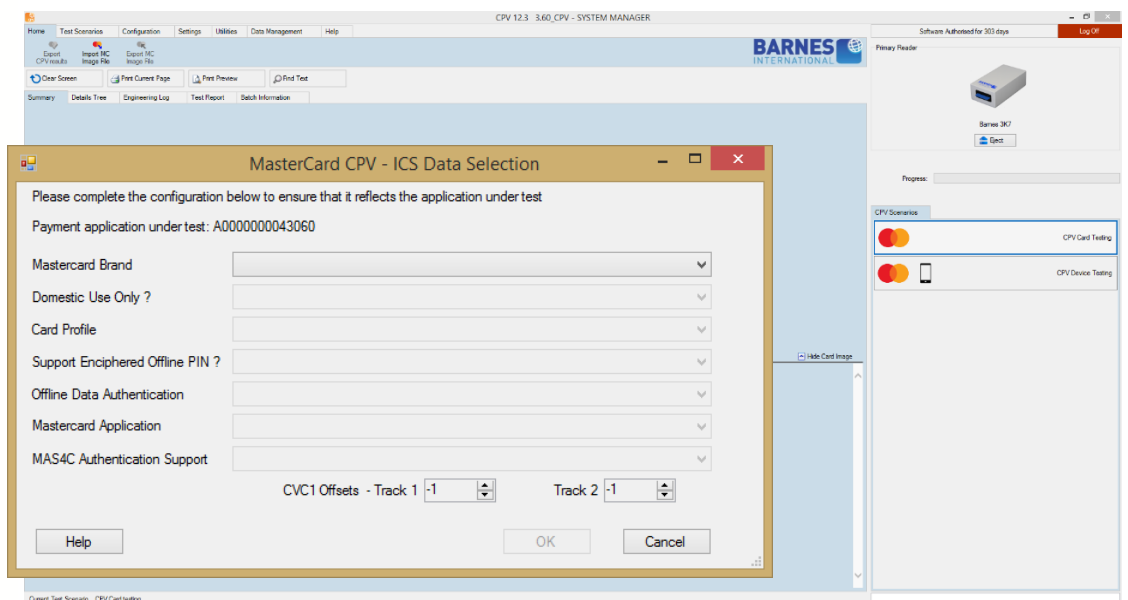 CPV 12.3 3.60_CPV - SYSTEM MANAGER
Home Test Scenarios Configuration Settings Utilities Data Management Help
Software Authorised for 303 days
Log Off
Export CPV results
Import MC Image File
Export MC Image File
BARNES
INTERNATIONAL
Primary Reader
Clear Screen Print Current Page Print Preview Find Text
Summary Details Tree Engineering Log Test Report Batch Information
Barnes 3K7
Eject
Progress:
CPV Scenarios
CPV Card Testing
CPV Device Testing
MasterCard CPV - ICS Data Selection
Please complete the configuration below to ensure that it reflects the application under test
Payment application under test: A0000000043060
Mastercard Brand
Domestic Use Only ?
Card Profile
Support Enciphered Offline PIN ?
Offline Data Authentication
Mastercard Application
MAS4C Authentication Support
CVC1 Offsets - Track 1 -1 Track 2 -1
Help OK Cancel
Hide Card Image
Current Test Scenario CPV Card testing